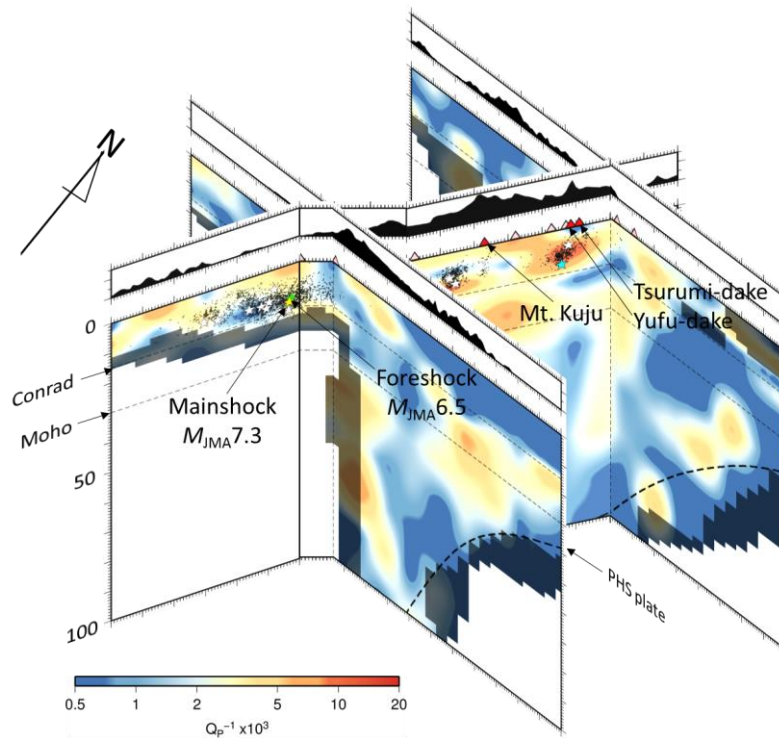 N
0
Conrad
Moho
50
100
Mainshock
MJMA7.3
Foreshock
MJMA6.5
Mt. Kuju
Tsurumi-dake
Yufu-dake
PHS plate
0.5 1 2 5 10 20
QP⁻¹ x10³